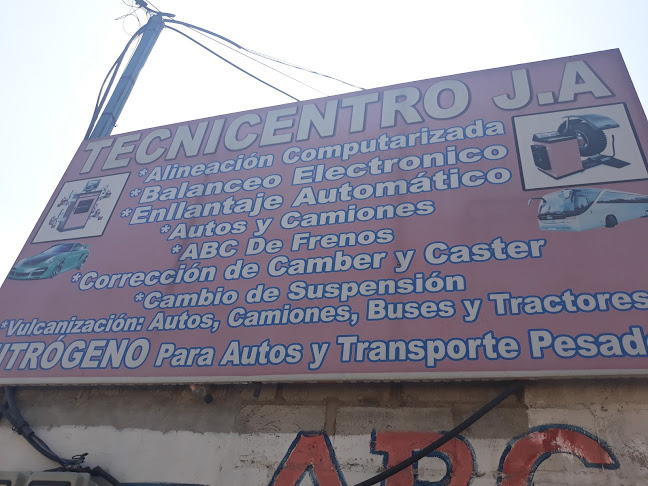 TECNICENTRO J.A
*Alineación Computarizada
*Balanceo Electronico
*Enllantaje Automático
*Autos y Camiones
*ABC De Frenos
*Corrección de Camber y Caster
*Cambio de Suspensión
*Vulcanización: Autos, Camiones, Buses y Tractores
ITRÓGENO Para Autos y Transporte Pesado
ABC